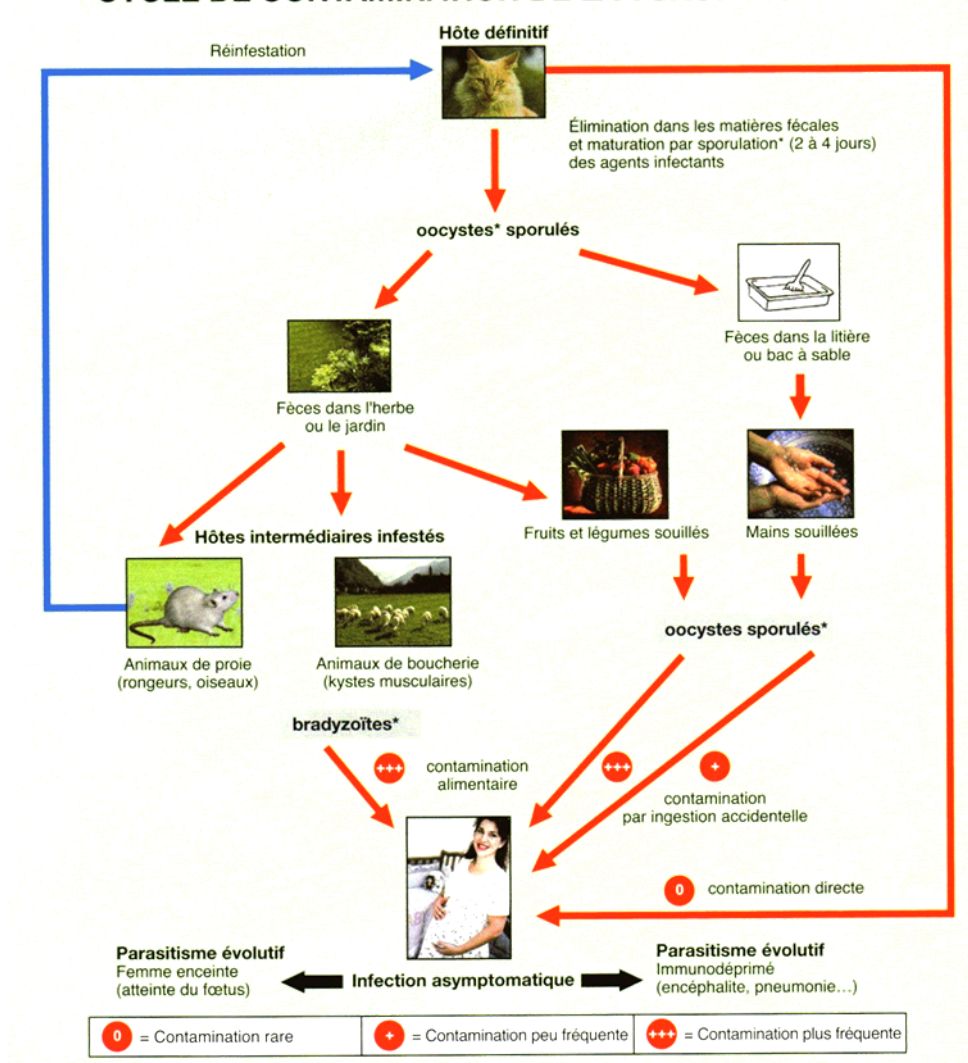 Hôte définitif
Réinfestation
Élimination dans les matières fécales
et maturation par sporulation* (2 à 4 jours)
des agents infectants
oocystes* sporulés
Fèces dans la litière
ou bac à sable
Fèces dans l'herbe
ou le jardin
Hôtes intermédiaires infestés
Fruits et légumes souillés
Mains souillées
oocystes sporulés*
Animaux de proie
(rongeurs, oiseaux)
Animaux de boucherie
(kystes musculaires)
bradyzoïtes*
+++
contamination
alimentaire
+++
+
contamination
par ingestion accidentelle
0
contamination directe
Parasitisme évolutif
Femme enceinte
(atteinte du fœtus)
Infection asymptomatique
Parasitisme évolutif
Immunodéprimé
(encéphalite, pneumonie...)
0 = Contamination rare
+ = Contamination peu fréquente
+++ = Contamination plus fréquente